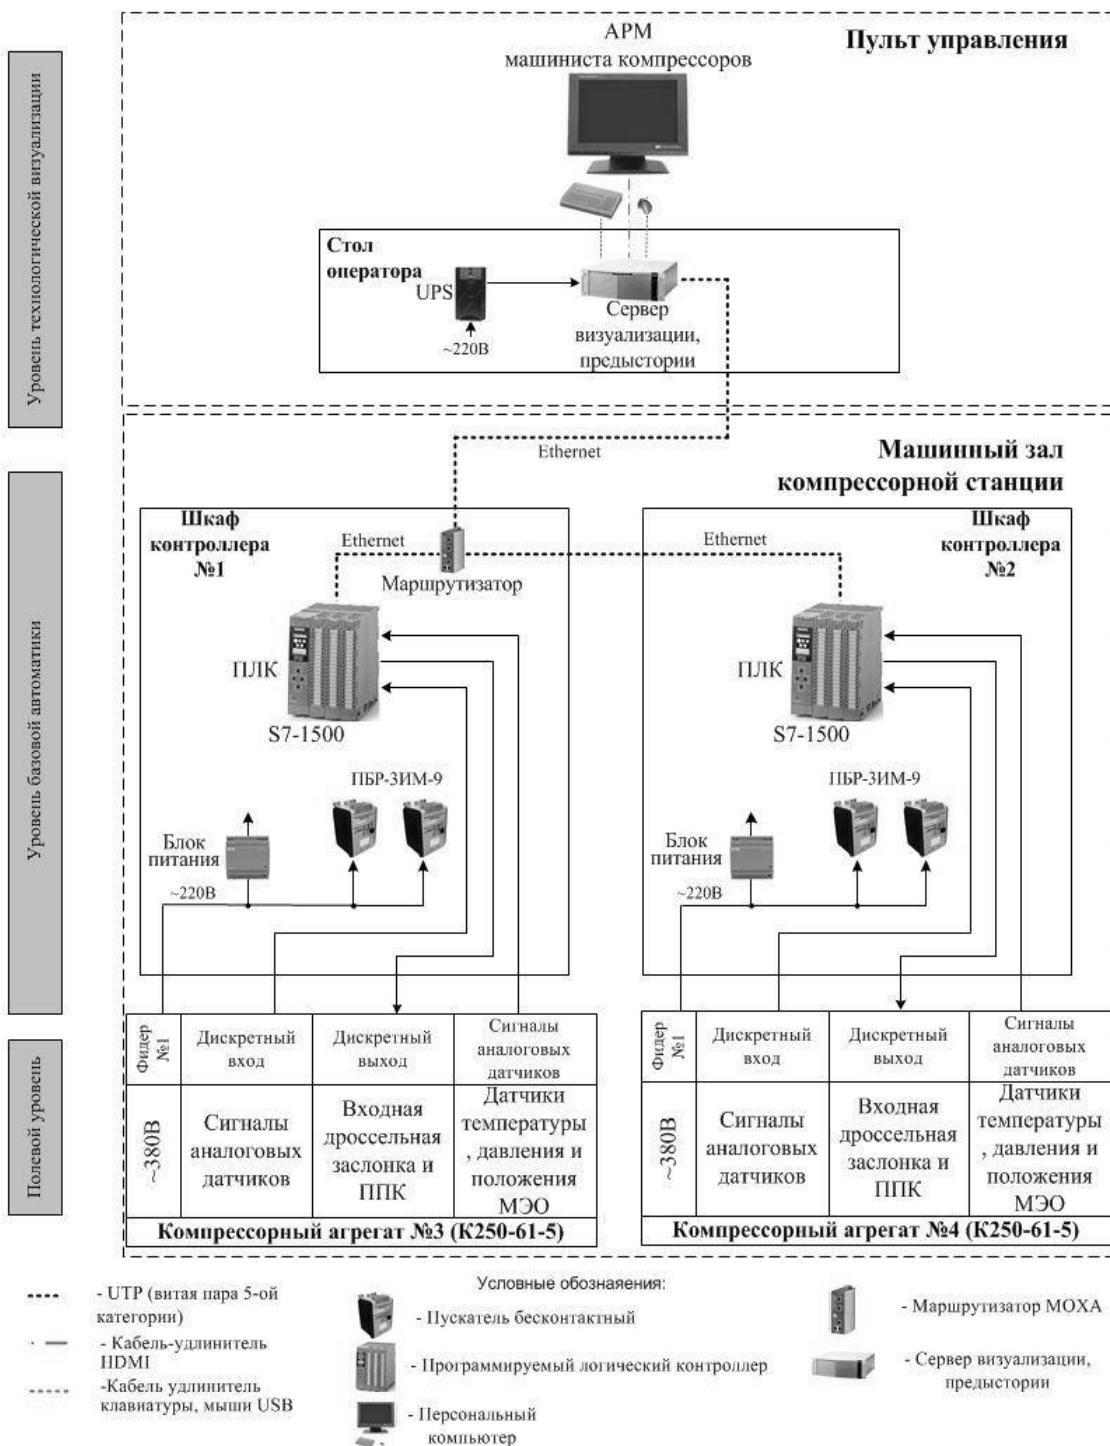 Уровень технологической визуализации
Уровень базовой автоматики
Полевой уровень
Пульт управления
АРМ
машиниста компрессоров
Стол
оператора
UPS
~220В
Сервер
визуализации,
предыстории
Ethernet
Машинный зал
компрессорной станции
Шкаф
контроллера
№1
Ethernet
Маршрутизатор
ПЛК
S7-1500
ПБР-3ИМ-9
Блок
питания
~220В
Ethernet
Шкаф
контроллера
№2
ПЛК
S7-1500
ПБР-3ИМ-9
Блок
питания
~220В
Фидер
№1
Дискретный
вход
Дискретный
выход
Сигналы
аналоговых
датчиков
~380В
Сигналы
аналоговых
датчиков
Входная
дроссельная
заслонка и
ППК
Датчики
температуры
, давления и
положения
МЭО
Компрессорный агрегат №3 (К250-61-5)
Фидер
№1
Дискретный
вход
Дискретный
выход
Сигналы
аналоговых
датчиков
~380В
Сигналы
аналоговых
датчиков
Входная
дроссельная
заслонка и
ППК
Датчики
температуры
, давления и
положения
МЭО
Компрессорный агрегат №4 (К250-61-5)
Условные обознаяения:
- UTP (витая пара 5-ой
категории)
- Кабель-удлинитель
HDMI
-Кабель удлинитель
клавиатуры, мыши USB
- Пускатель бесконтактный
- Программируемый логический контроллер
- Персональный
компьютер
- Маршрутизатор MOXA
- Сервер визуализации,
предыстории